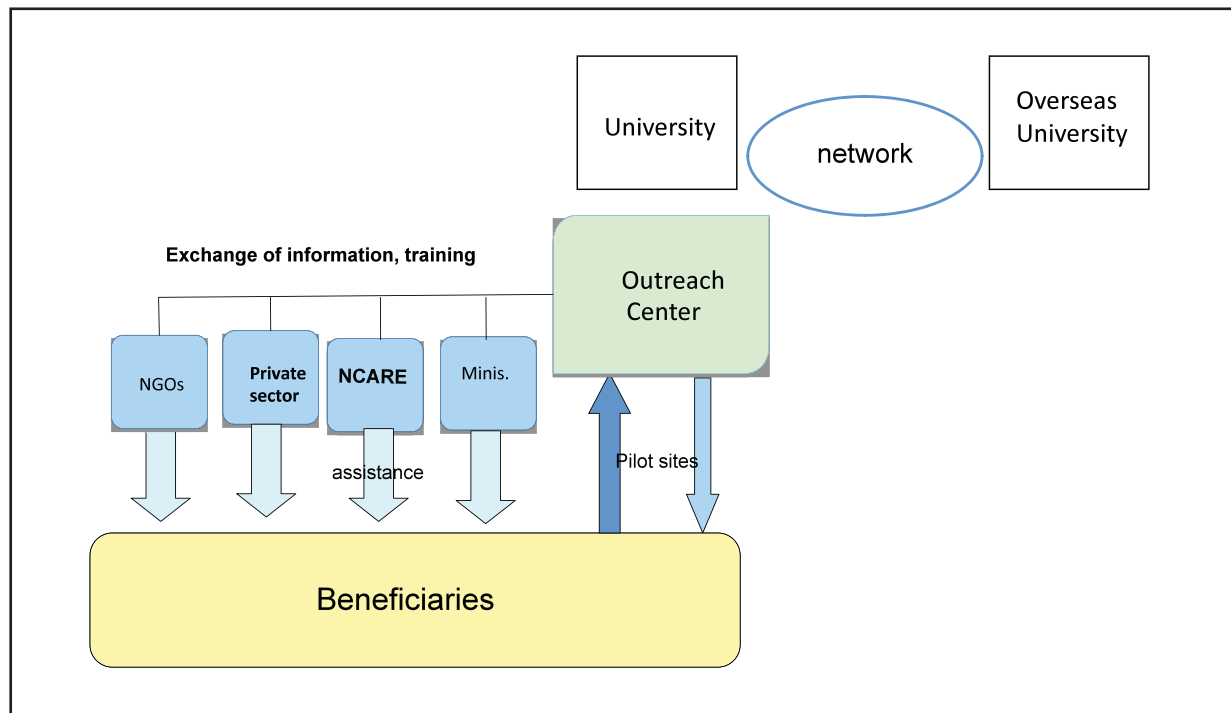 University
network
Overseas
University
Exchange of information, training
Outreach
Center
NGOs
Private
sector
NCARE
Minis.
assistance
Pilot sites
Beneficiaries